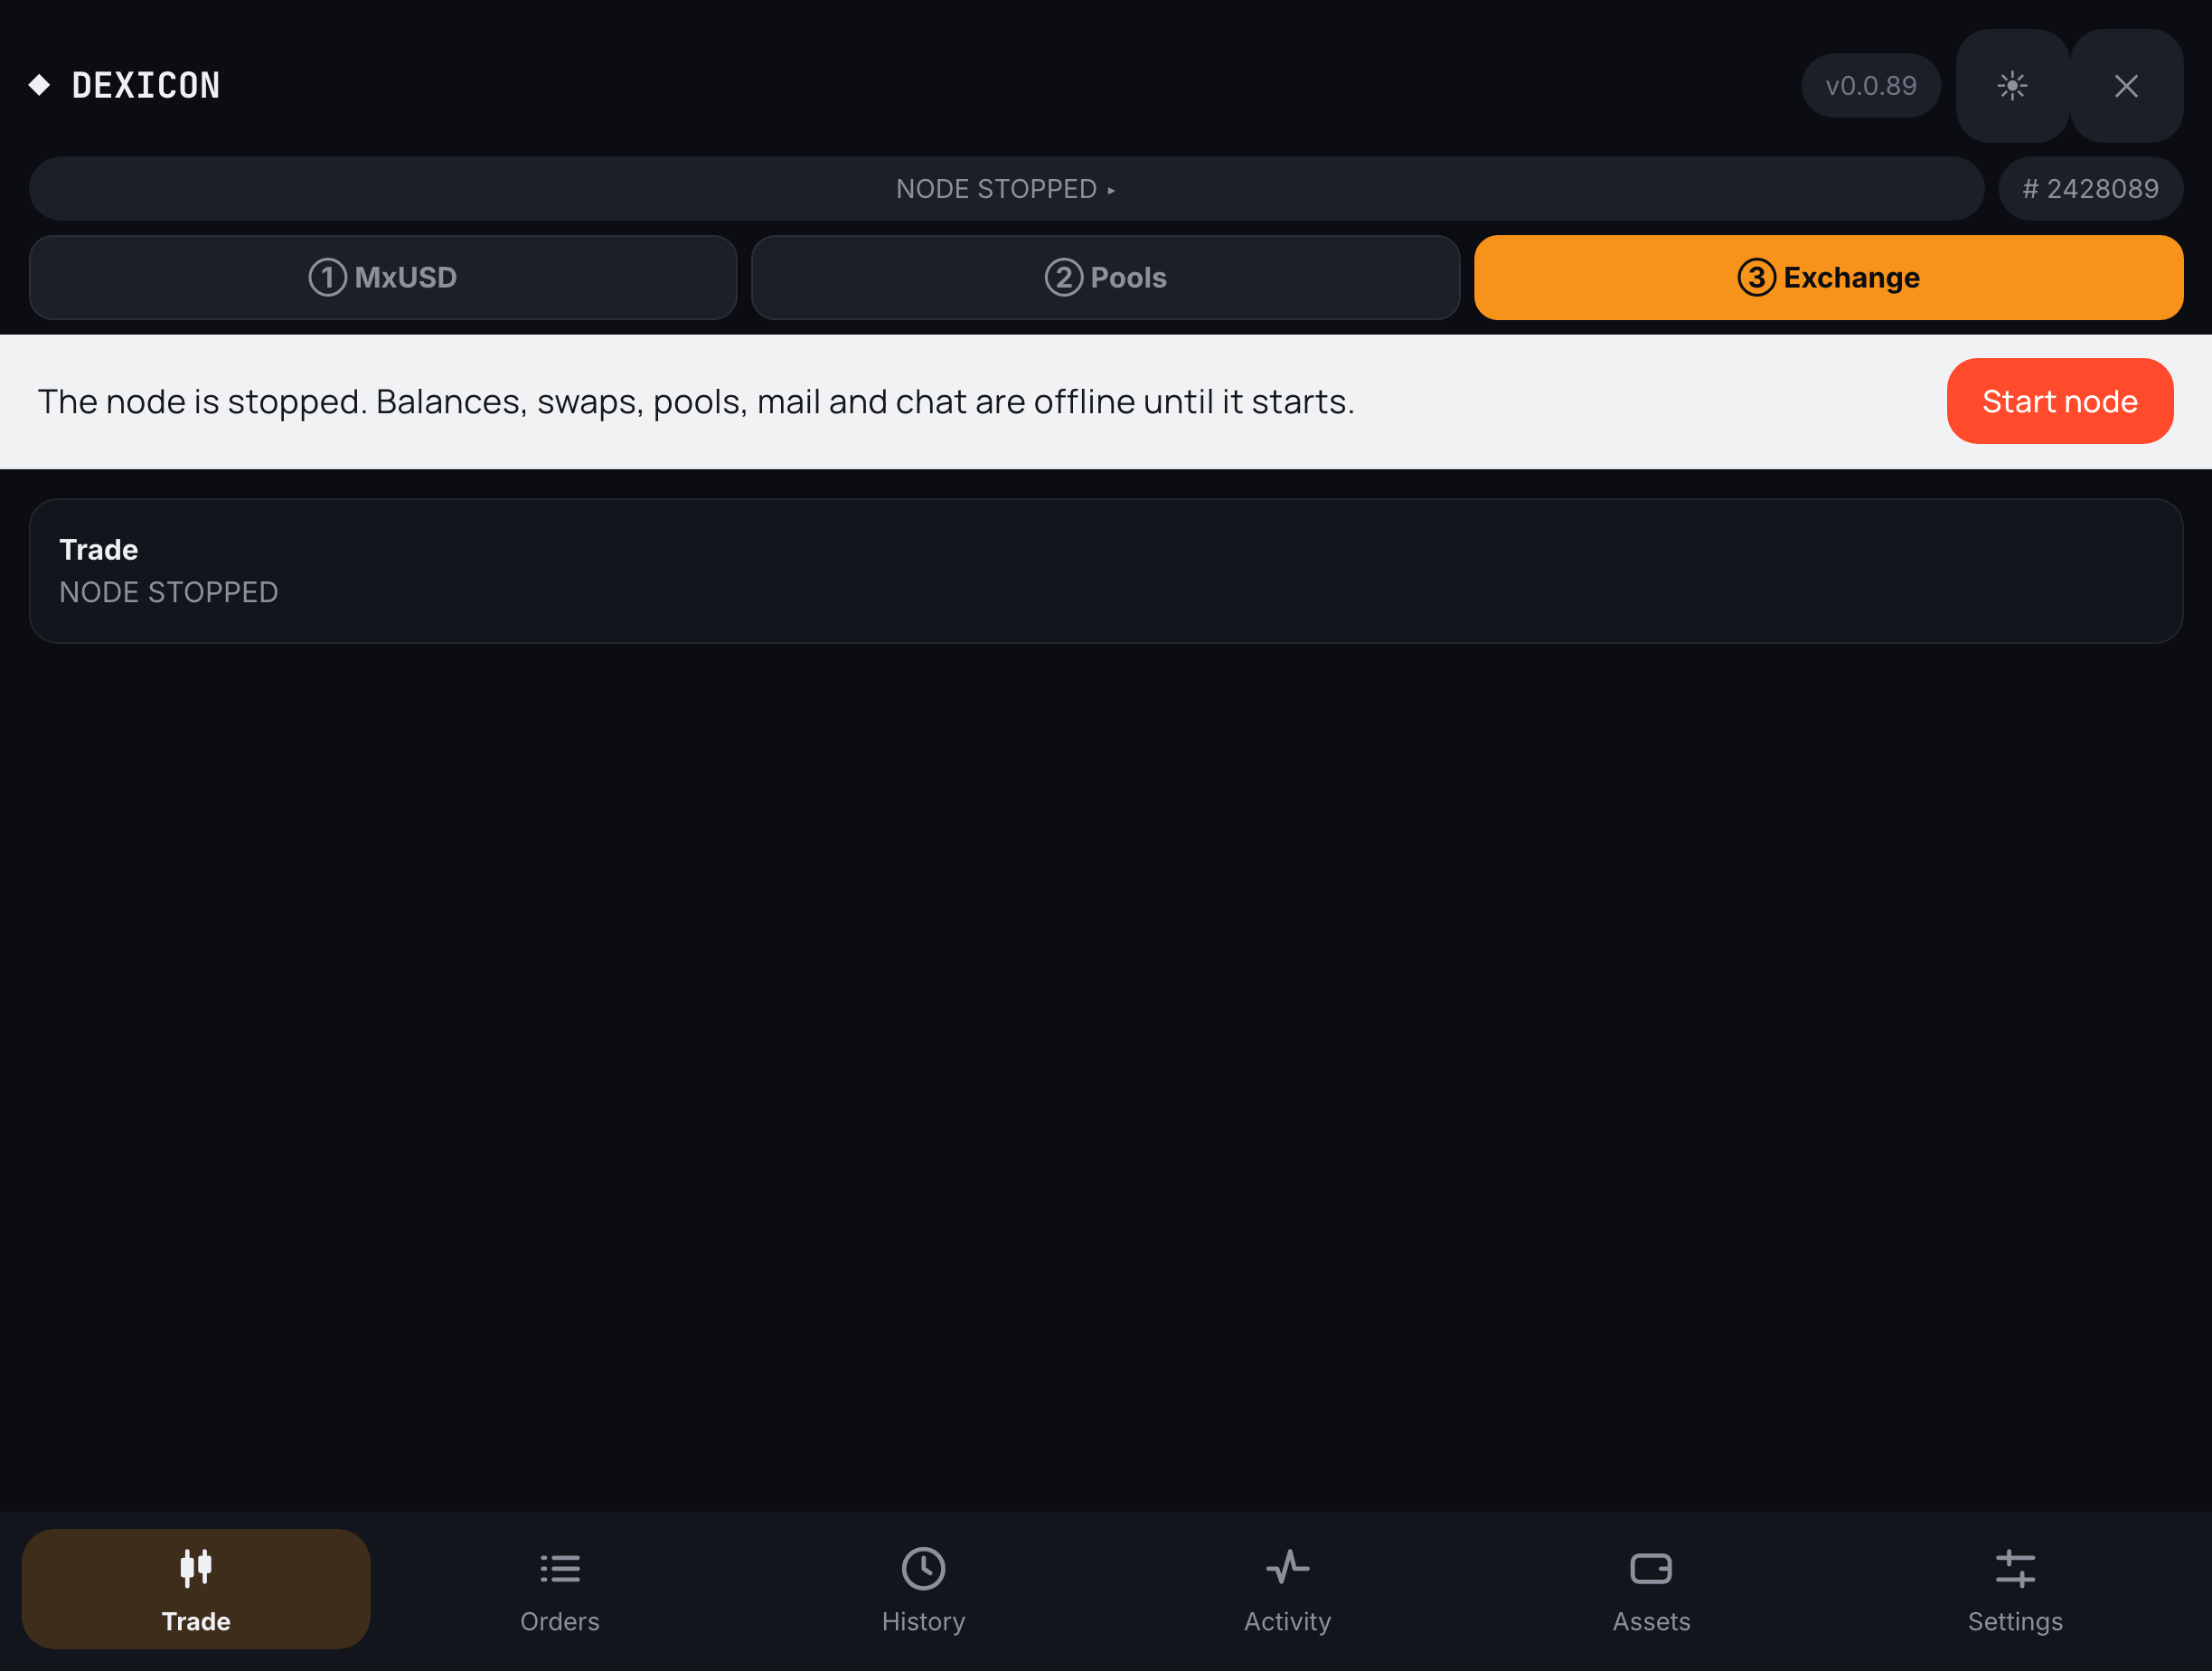 DEXICON
v0.0.89
NODE STOPPED ▸
# 2428089
① MxUSD
② Pools
③ Exchange
The node is stopped. Balances, swaps, pools, mail and chat are offline until it starts.
Start node
Trade
NODE STOPPED
Trade
Orders
History
Activity
Assets
Settings